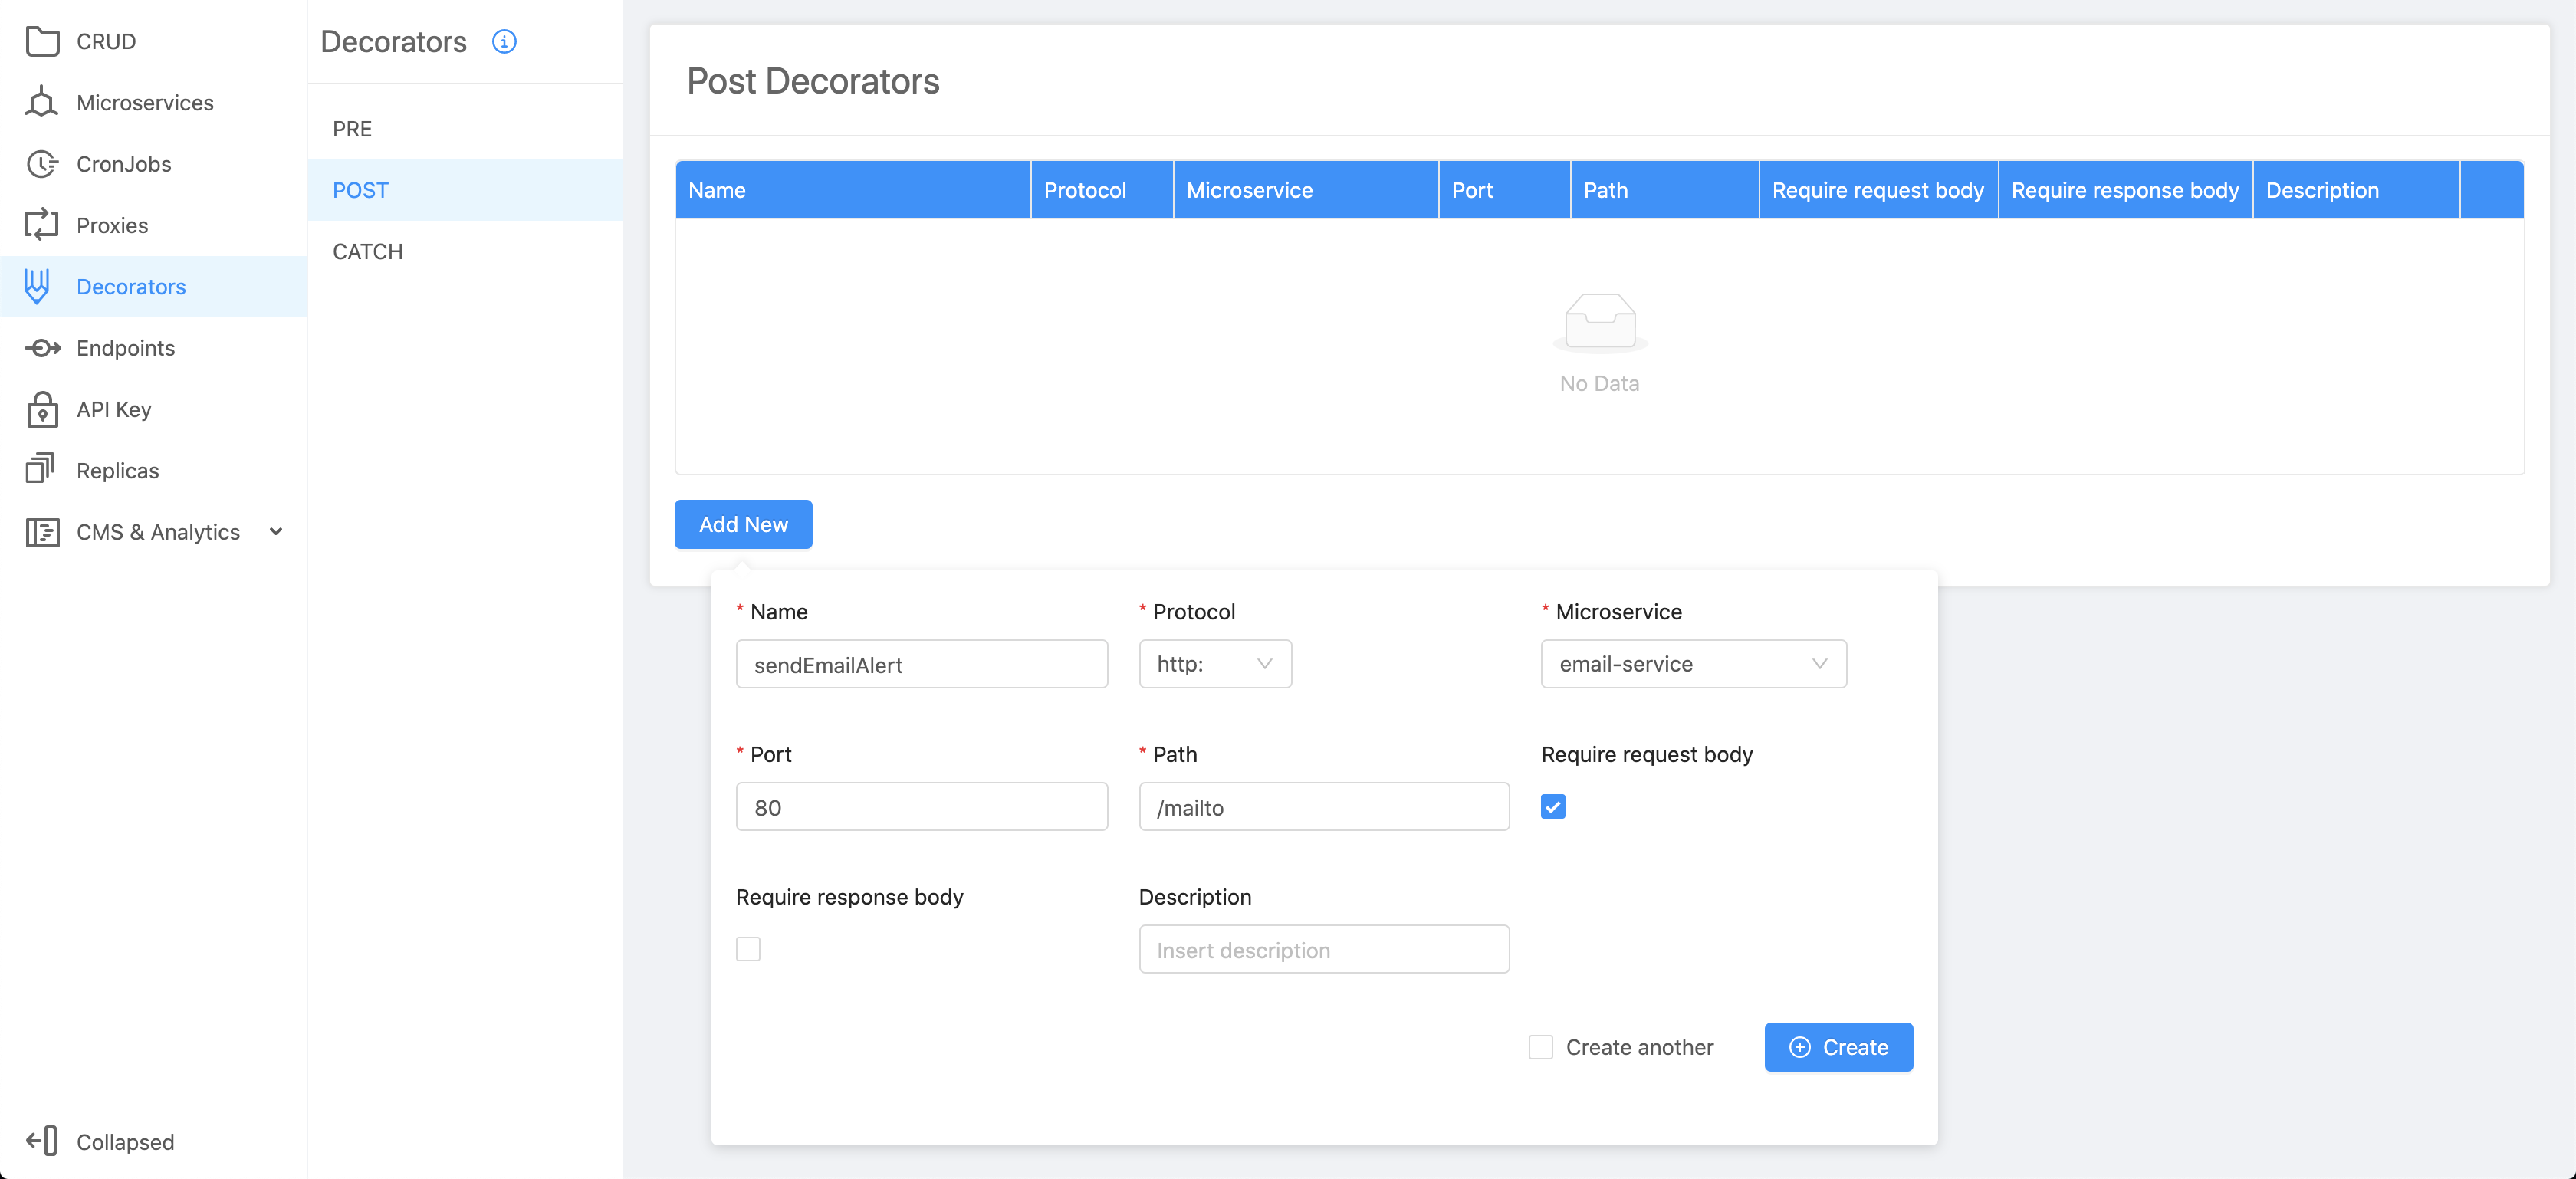 CRUD
Microservices
CronJobs
Proxies
Decorators
Endpoints
API Key
Replicas
CMS & Analytics
Collapsed
Decorators
PRE
POST
CATCH
Post Decorators
Name Protocol Microservice Port Path Require request body Require response body Description
No Data
Add New
* Name * Protocol * Microservice
sendEmailAlert http: email-service
* Port * Path Require request body
80 /mailto
Require response body Description
Insert description
Create another Create